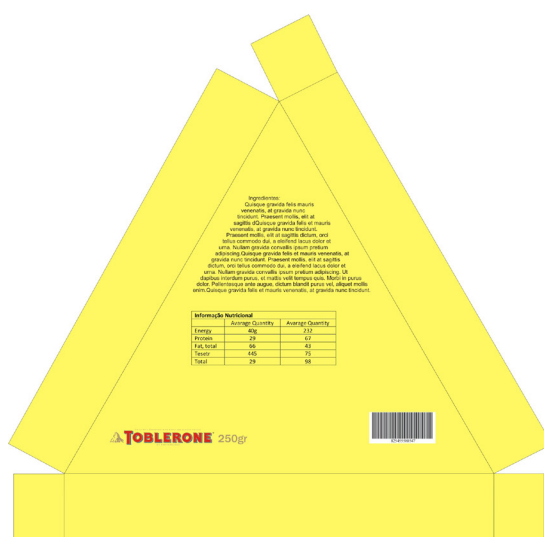 Ingredientes:
Quisque gravida felis mauris
venenatis, at gravida nunc
tincidunt. Praesent mollis, elit at
sagittis dQuisque gravida felis et mauris
venenatis, at gravida nunc tincidunt.
Praesent mollis, elit at sagittis dictum, orci
tellus commodo dui, a eleifend lacus dolor et
urna. Nullam gravida convallis ipsum pretium
adipiscing.Quisque gravida felis et mauris venenatis, at
gravida nunc tincidunt. Praesent mollis, elit at sagittis
dictum, orci tellus commodo dui, a eleifend lacus dolor et
urna. Nullam gravida convallis ipsum pretium adipiscing. Ut
dapibus interdum purus, et mattis velit tempus quis. Morbi in purus
dolor. Pellentesque ante augue, dictum blandit purus vel, aliquet mollis
enim.Quisque gravida felis et mauris venenatis, at gravida nunc tincidunt.
Informação Nutricional
Avarage Quantity Avarage Quantity
Energy 40g 232
Protein 29 67
Fat, total 66 43
445 75
Total 29 98
TOBLERONE 250gr